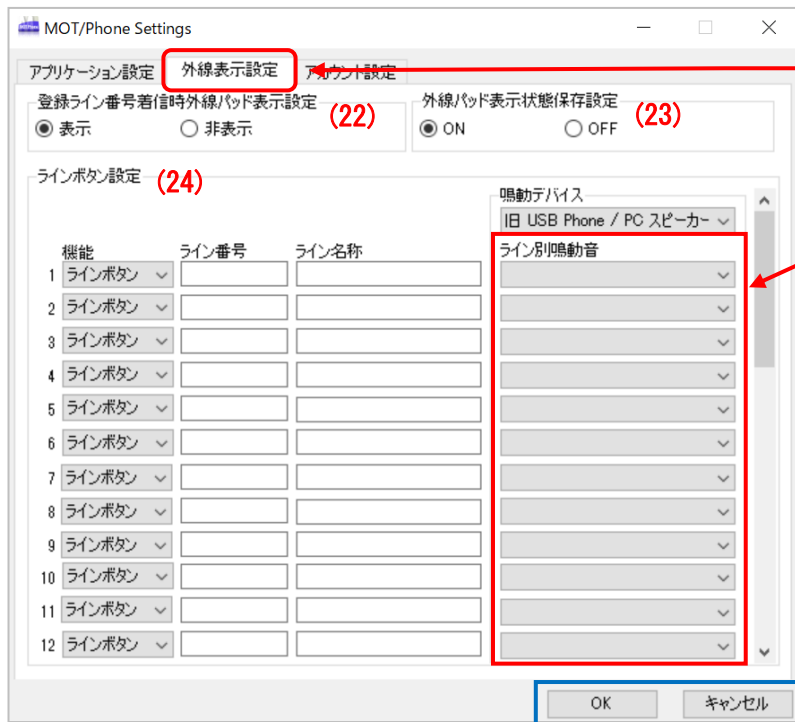 MOT/Phone Settings
アプリケーション設定 外線表示設定 アカウント設定
登録ライン番号着信時外線パッド表示設定 (22)
表示 非表示
外線パッド表示状態保存設定 (23)
ON OFF
ラインボタン設定 (24)
鳴動デバイス
旧 USB Phone / PC スピーカー
機能 ライン番号 ライン名称 ライン別鳴動音
1 ラインボタン
2 ラインボタン
3 ラインボタン
4 ラインボタン
5 ラインボタン
6 ラインボタン
7 ラインボタン
8 ラインボタン
9 ラインボタン
10 ラインボタン
11 ラインボタン
12 ラインボタン
OK キャンセル